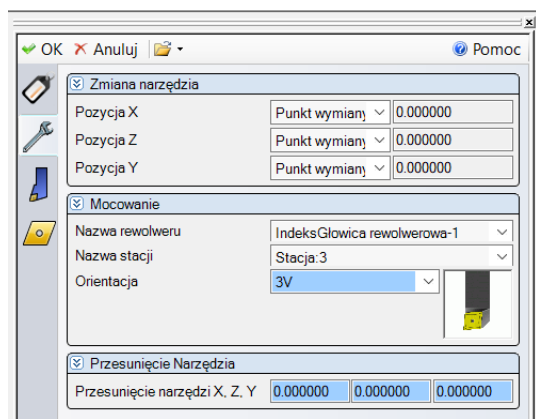 OK Anuluj Pomoc
Zmiana narzędzia
Pozycja X Punkt wymiany 0.000000
Pozycja Z Punkt wymiany 0.000000
Pozycja Y Punkt wymiany 0.000000
Mocowanie
Nazwa rewolweru IndeksGłowica rewolwerowa-1
Nazwa stacji Stacja:3
Orientacja 3V
Przesunięcie Narzędzia
Przesunięcie narzędzi X, Z, Y 0.000000 0.000000 0.000000